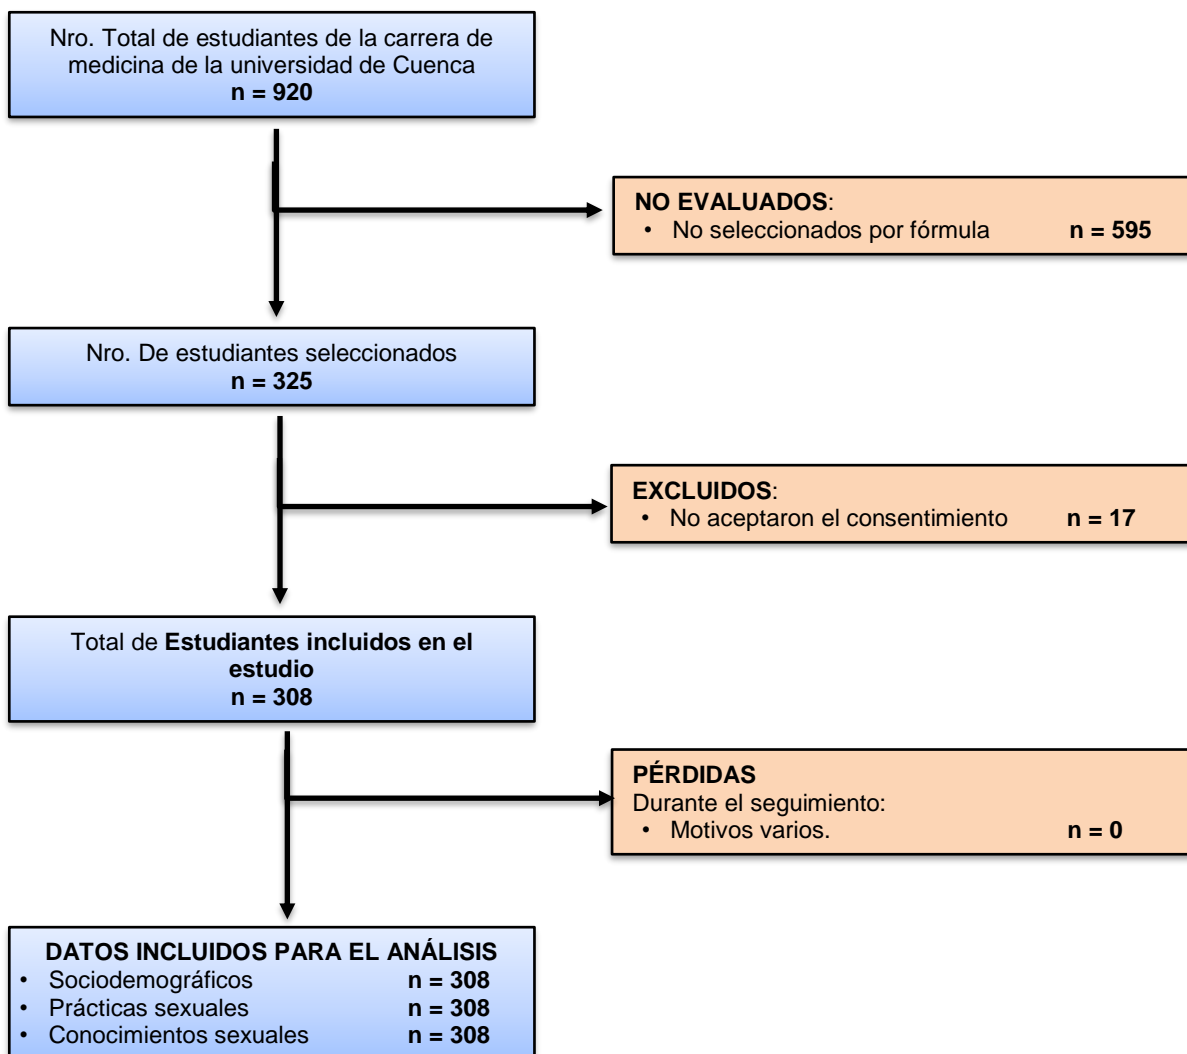 Nro. Total de estudiantes de la carrera de
medicina de la universidad de Cuenca
n = 920
NO EVALUADOS:
• No seleccionados por fórmula n = 595
Nro. De estudiantes seleccionados
n = 325
EXCLUIDOS:
• No aceptaron el consentimiento n = 17
Total de Estudiantes incluidos en el
estudio
n = 308
PÉRDIDAS
Durante el seguimiento:
• Motivos varios. n = 0
DATOS INCLUIDOS PARA EL ANÁLISIS
• Sociodemográficos n = 308
• Prácticas sexuales n = 308
• Conocimientos sexuales n = 308